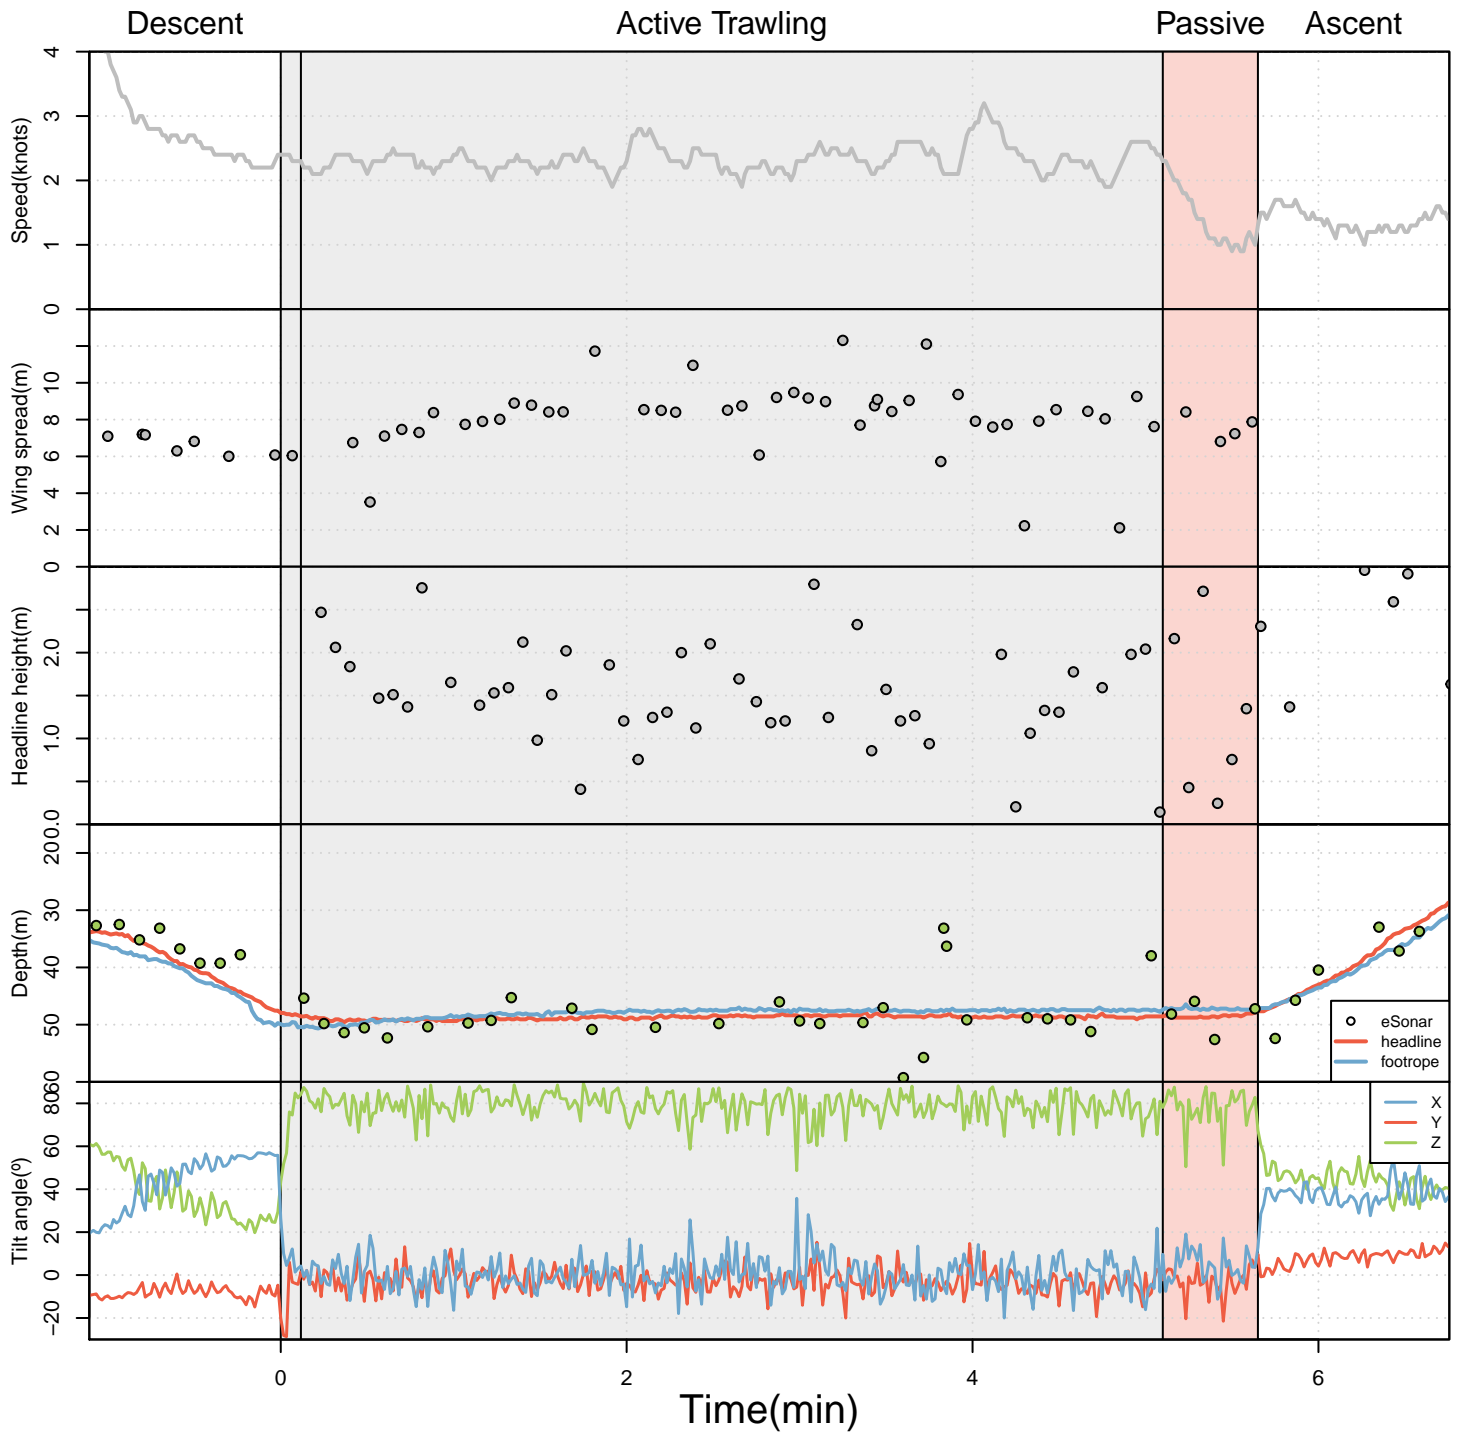 Descent Active Trawling Passive Ascent
Speed(knots)
4
3
2
1
0
Wing spread(m)
10
8
6
4
2
0
Headline height(m)
2.0
1.0
0.0
Depth(m)
20
30
40
50
60
eSonar
headline
footrope
Tilt angle(º)
80
60
40
20
0
−20
X
Y
Z
0 2 4 6
Time(min)